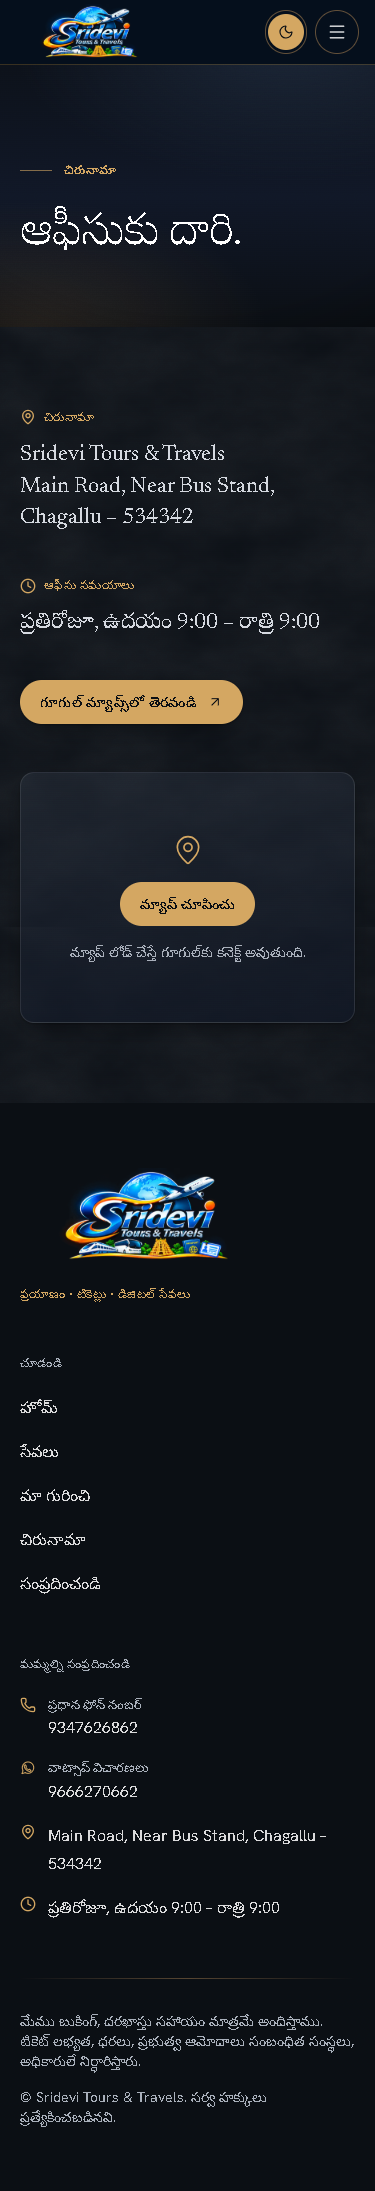 Sridevi
Tours & Travels
చిరునామా
ఆఫీసుకు దారి.
చిరునామా
Sridevi Tours & Travels
Main Road, Near Bus Stand,
Chagallu – 534342
ఆఫీసు సమయాలు
ప్రతిరోజూ, ఉదయం 9:00 – రాత్రి 9:00
గూగుల్ మ్యాప్స్‌లో తెరవండి
మ్యాప్ చూపించు
మ్యాప్ లోడ్ చేస్తే గూగుల్‌కు కనెక్ట్ అవుతుంది.
Sridevi
Tours & Travels
ప్రయాణం • టికెట్లు • డిజిటల్ సేవలు
చూడండి
హోమ్
సేవలు
మా గురించి
చిరునామా
సంప్రదించండి
మమ్మల్ని సంప్రదించండి
ప్రధాన ఫోన్ నంబర్
9347626862
వాట్సాప్ విచారణలు
9666270662
Main Road, Near Bus Stand, Chagallu –
534342
ప్రతిరోజూ, ఉదయం 9:00 – రాత్రి 9:00
మేము బుకింగ్, దరఖాస్తు సహాయం మాత్రమే అందిస్తాము.
టికెట్ లభ్యత, ధరలు, ప్రభుత్వ ఆమోదాలు సంబంధిత సంస్థలు,
అధికారులే నిర్ధారిస్తారు.
© Sridevi Tours & Travels. సర్వ హక్కులు
ప్రత్యేకించబడినవి.